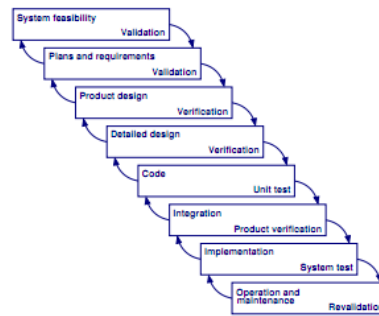 System feasibility
Validation
Plans and requirements
Validation
Product design
Verification
Detailed design
Verification
Code
Unit test
Integration
Product verification
Implementation
System test
Operation and
maintenance
Revalidation